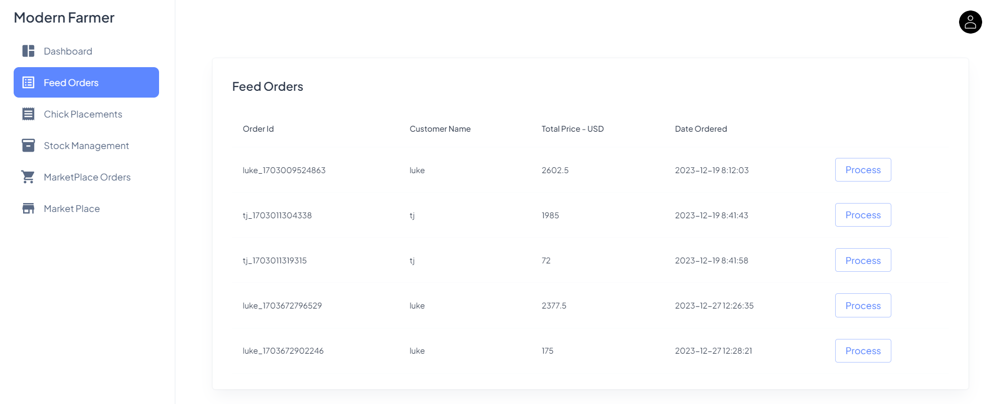 Modern Farmer
Dashboard
Feed Orders
Chick Placements
Stock Management
MarketPlace Orders
Market Place
Feed Orders
Order Id Customer Name Total Price - USD Date Ordered
luke_1703009524863 luke 2602.5 2023-12-19 8:12:03 Process
tj_1703011304338 tj 1985 2023-12-19 8:41:43 Process
tj_1703011319315 tj 72 2023-12-19 8:41:58 Process
luke_1703672796529 luke 2377.5 2023-12-27 12:26:35 Process
luke_1703672902246 luke 175 2023-12-27 12:28:21 Process